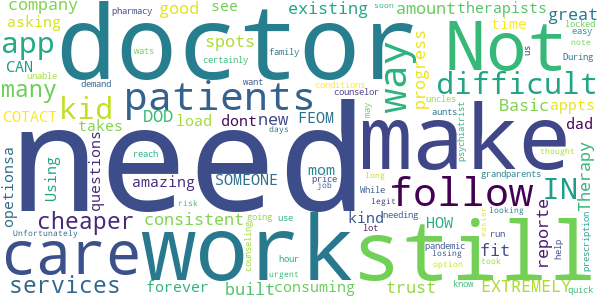 company
asking
app
many
takes
COTACT
kid
Using
opetionsa
cheaper
care
services
Unfortunately
forever
doctor
pharmacy
demand
wats
reach
patients
questions
DOD
load
amazing
dont
consistent
built
risk
work
need
good
spots
certainly
family
see
existing
amount
therapists
CAN
unable
new
FEOM
SOMEONE
mom
price
job
kind
consuming
counseling
going
use
hour
urgent
want
days
counselor
conditions
way
progress
time
great
Not
soon
locked
easy
us
note
During
difficult
Basic
appts
make
may
uncles
aunts
psychiatrist
thought
dad
Therapy
follow
IN
long
While
legit
lot
needing
grandparents
looking
HOW
pandemic
losing
option
easier
took
run
fit
reporte
help
prescription
trust
still
know
EXTREMELY
quick